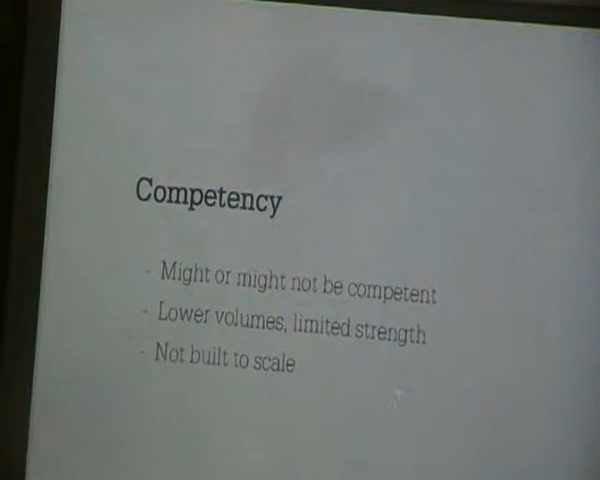 Competency
- Might or might not be competent
- Lower volumes, limited strength
- Not built to scale